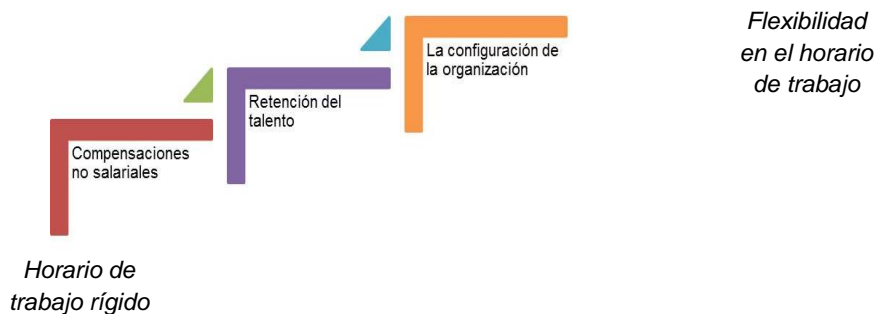 Flexibilidad
en el horario
de trabajo
La configuración de
la organización
Retención del
talento
Compensaciones
no salariales
Horario de
trabajo rígido